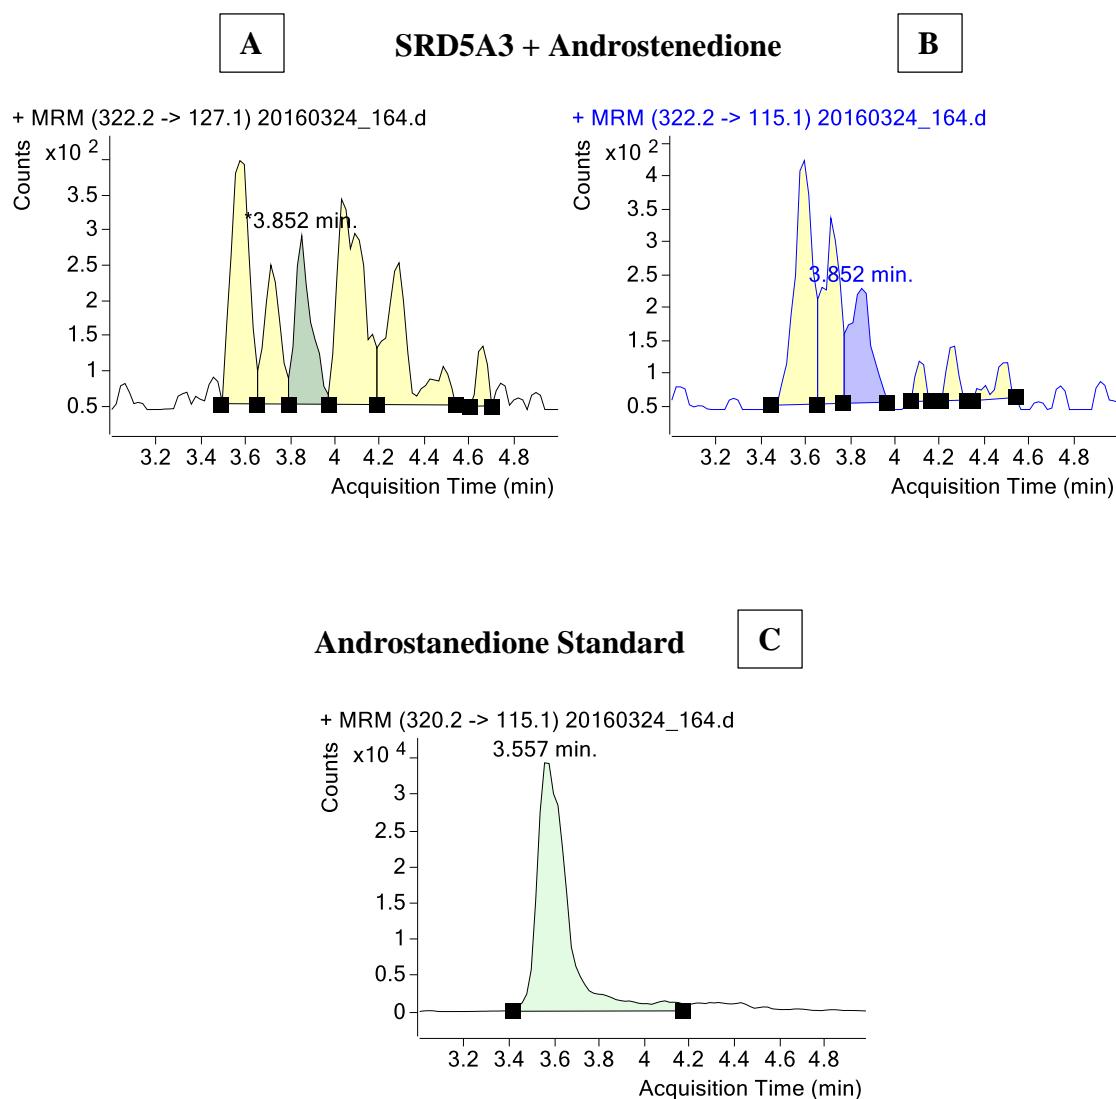 A
SRD5A3 + Androstenedione
B
+ MRM (322.2 -> 127.1) 20160324_164.d
Counts
x10 2
3.5
3
2.5
2
1.5
1
0.5
*3.852 min.
3.2 3.4 3.6 3.8 4 4.2 4.4 4.6 4.8
Acquisition Time (min)
+ MRM (322.2 -> 115.1) 20160324_164.d
Counts
x10 2
4
3.5
3
2.5
2
1.5
1
0.5
3.852 min.
3.2 3.4 3.6 3.8 4 4.2 4.4 4.6 4.8
Acquisition Time (min)
Androstanedione Standard
C
+ MRM (320.2 -> 115.1) 20160324_164.d
Counts
x10 4
3
2.5
2
1.5
1
0.5
0
3.557 min.
3.2 3.4 3.6 3.8 4 4.2 4.4 4.6 4.8
Acquisition Time (min)